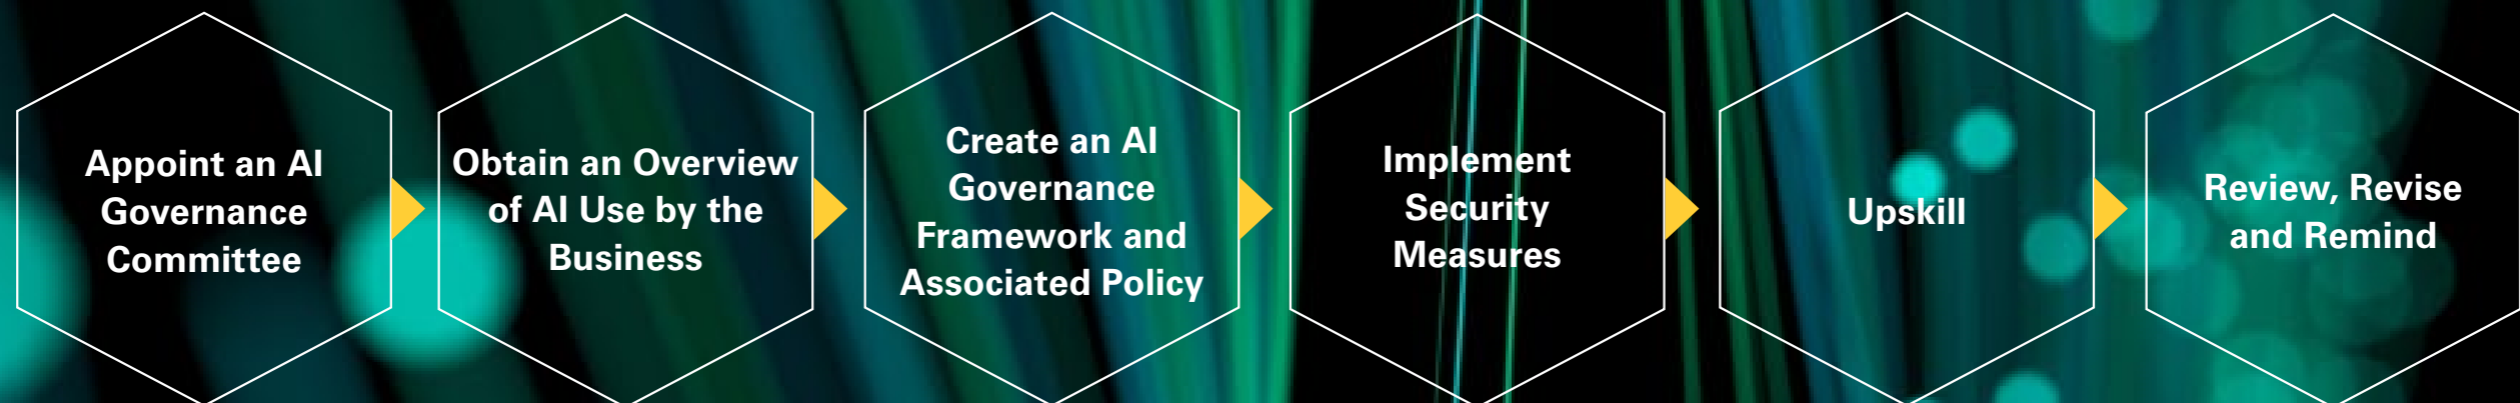 Appoint an AI
Governance
Committee
Obtain an Overview
of AI Use by the
Business
Create an AI
Governance
Framework and
Associated Policy
Implement
Security
Measures
Upskill
Review, Revise
and Remind